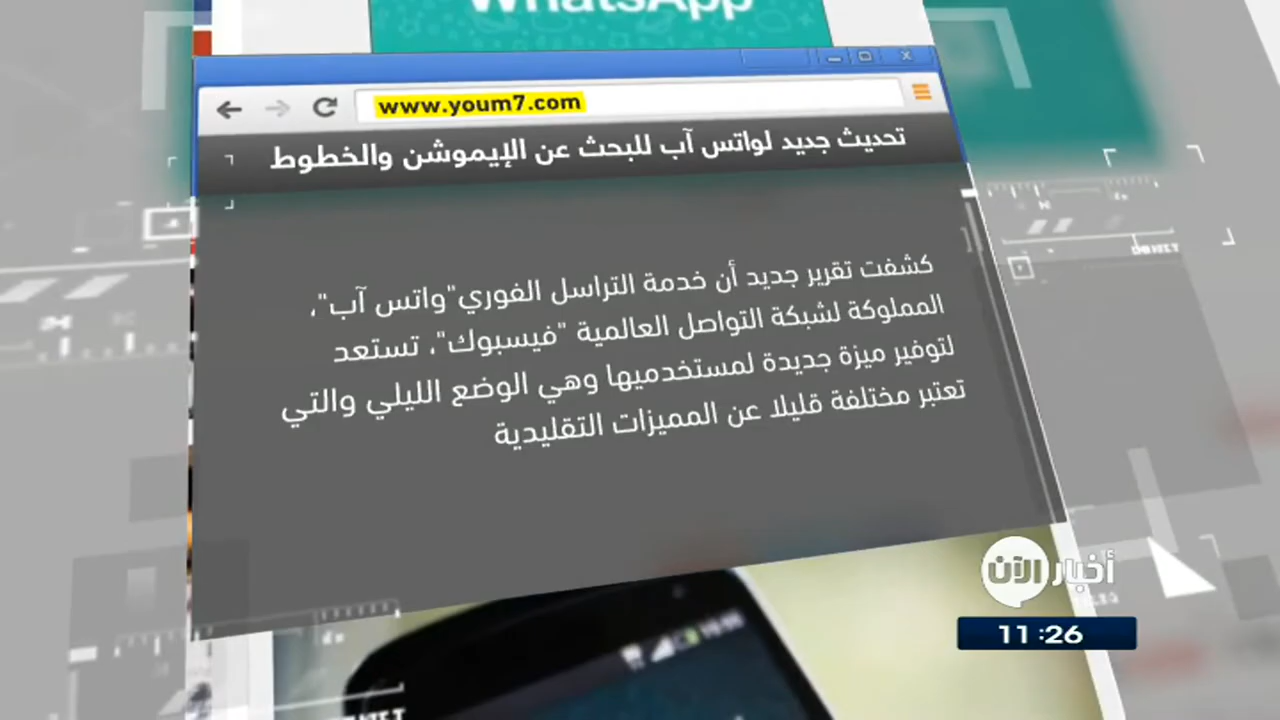 WhatsApp
www.youm7.com
تحديث جديد لواتس آب للبحث عن الإيموشن والخطوط
كشفت تقرير جديد أن خدمة التراسل الفوري"واتس آب"،
المملوكة لشبكة التواصل العالمية "فيسبوك"، تستعد
لتوفير ميزة جديدة لمستخدميها وهي الوضع الليلي والتي
تعتبر مختلفة قليلا عن المميزات التقليدية
أخبار الآن
11:26